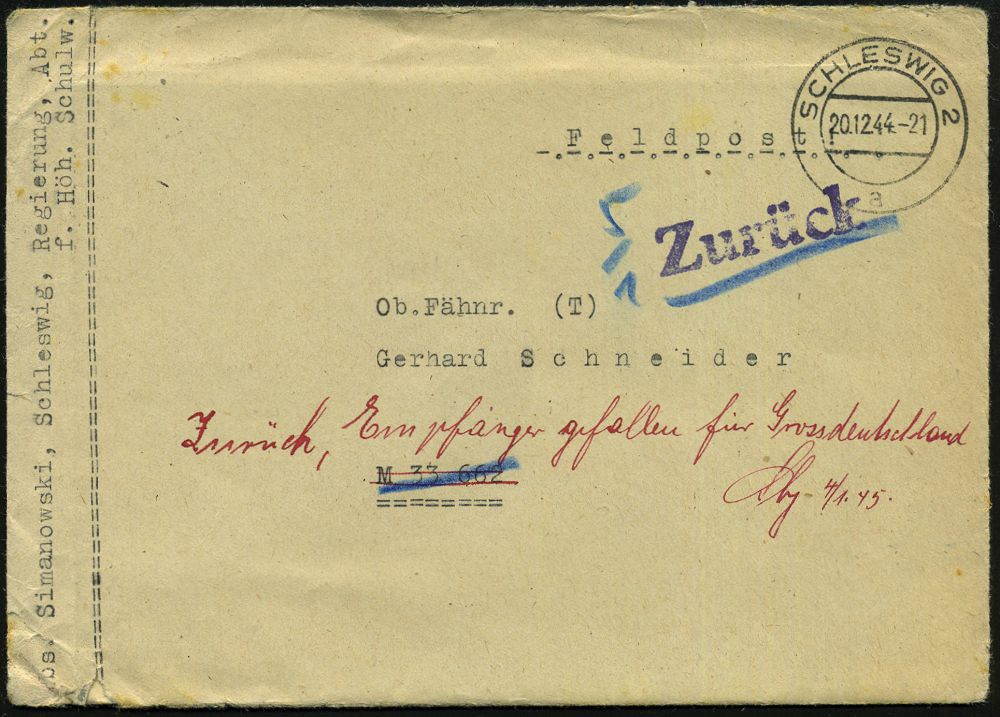 Abs. Simanowski, Schleswig, Regierung, Abt.
f. Höh. Schulw.
SCHLESWIG 2
20.12.44.-21
a
Feldpost!
Zurück
Ob.Fähnr. (T)
Gerhard Schneider
Zurück, Empfänger gefallen für Grossdeutschland
M 33 662
4/1.45.